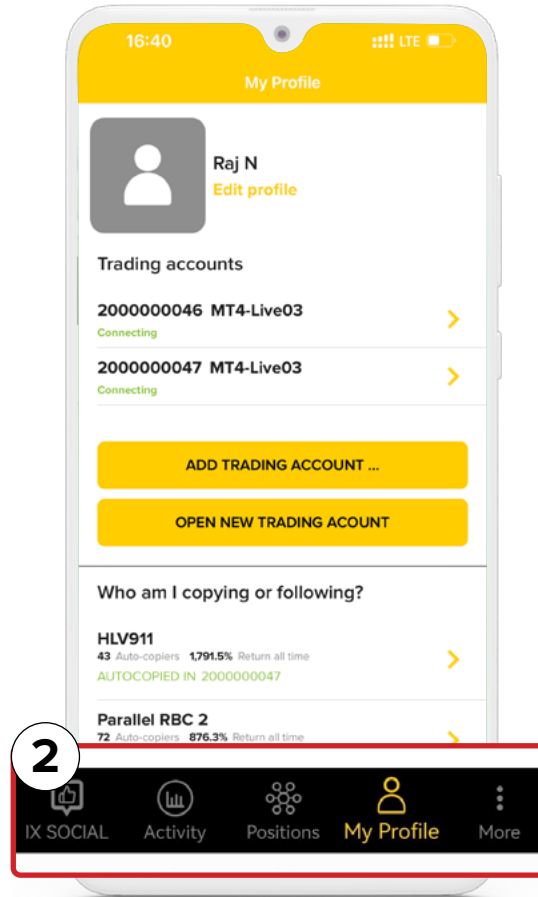 16:40
LTE
My Profile
Raj N
Edit profile
Trading accounts
2000000046 MT4-Live03
Connecting
2000000047 MT4-Live03
Connecting
ADD TRADING ACCOUNT ...
OPEN NEW TRADING ACOUNT
Who am I copying or following?
HLV911
43 Auto-copiers 1,791.5% Return all time
AUTOCOPIED IN 2000000047
Parallel RBC 2
72 Auto-copiers 876.3% Return all time
2
IX SOCIAL Activity Positions My Profile More